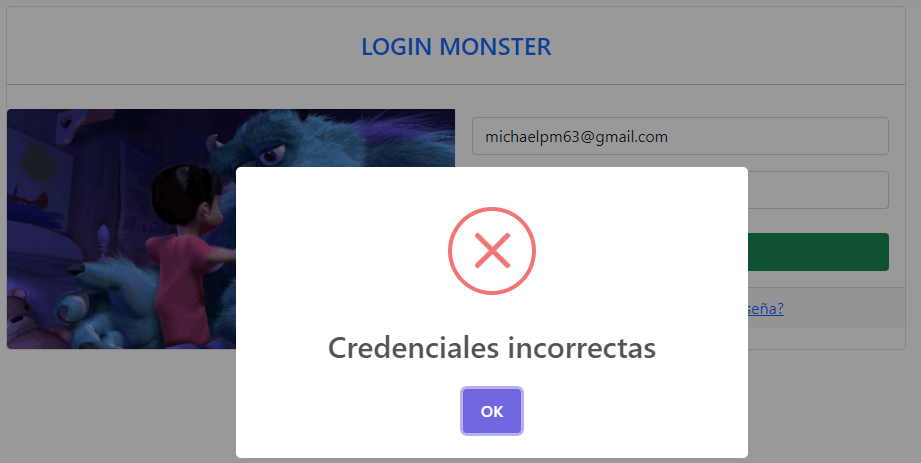 LOGIN MONSTER
michaelpm63@gmail.com
seña?
Credenciales incorrectas
OK